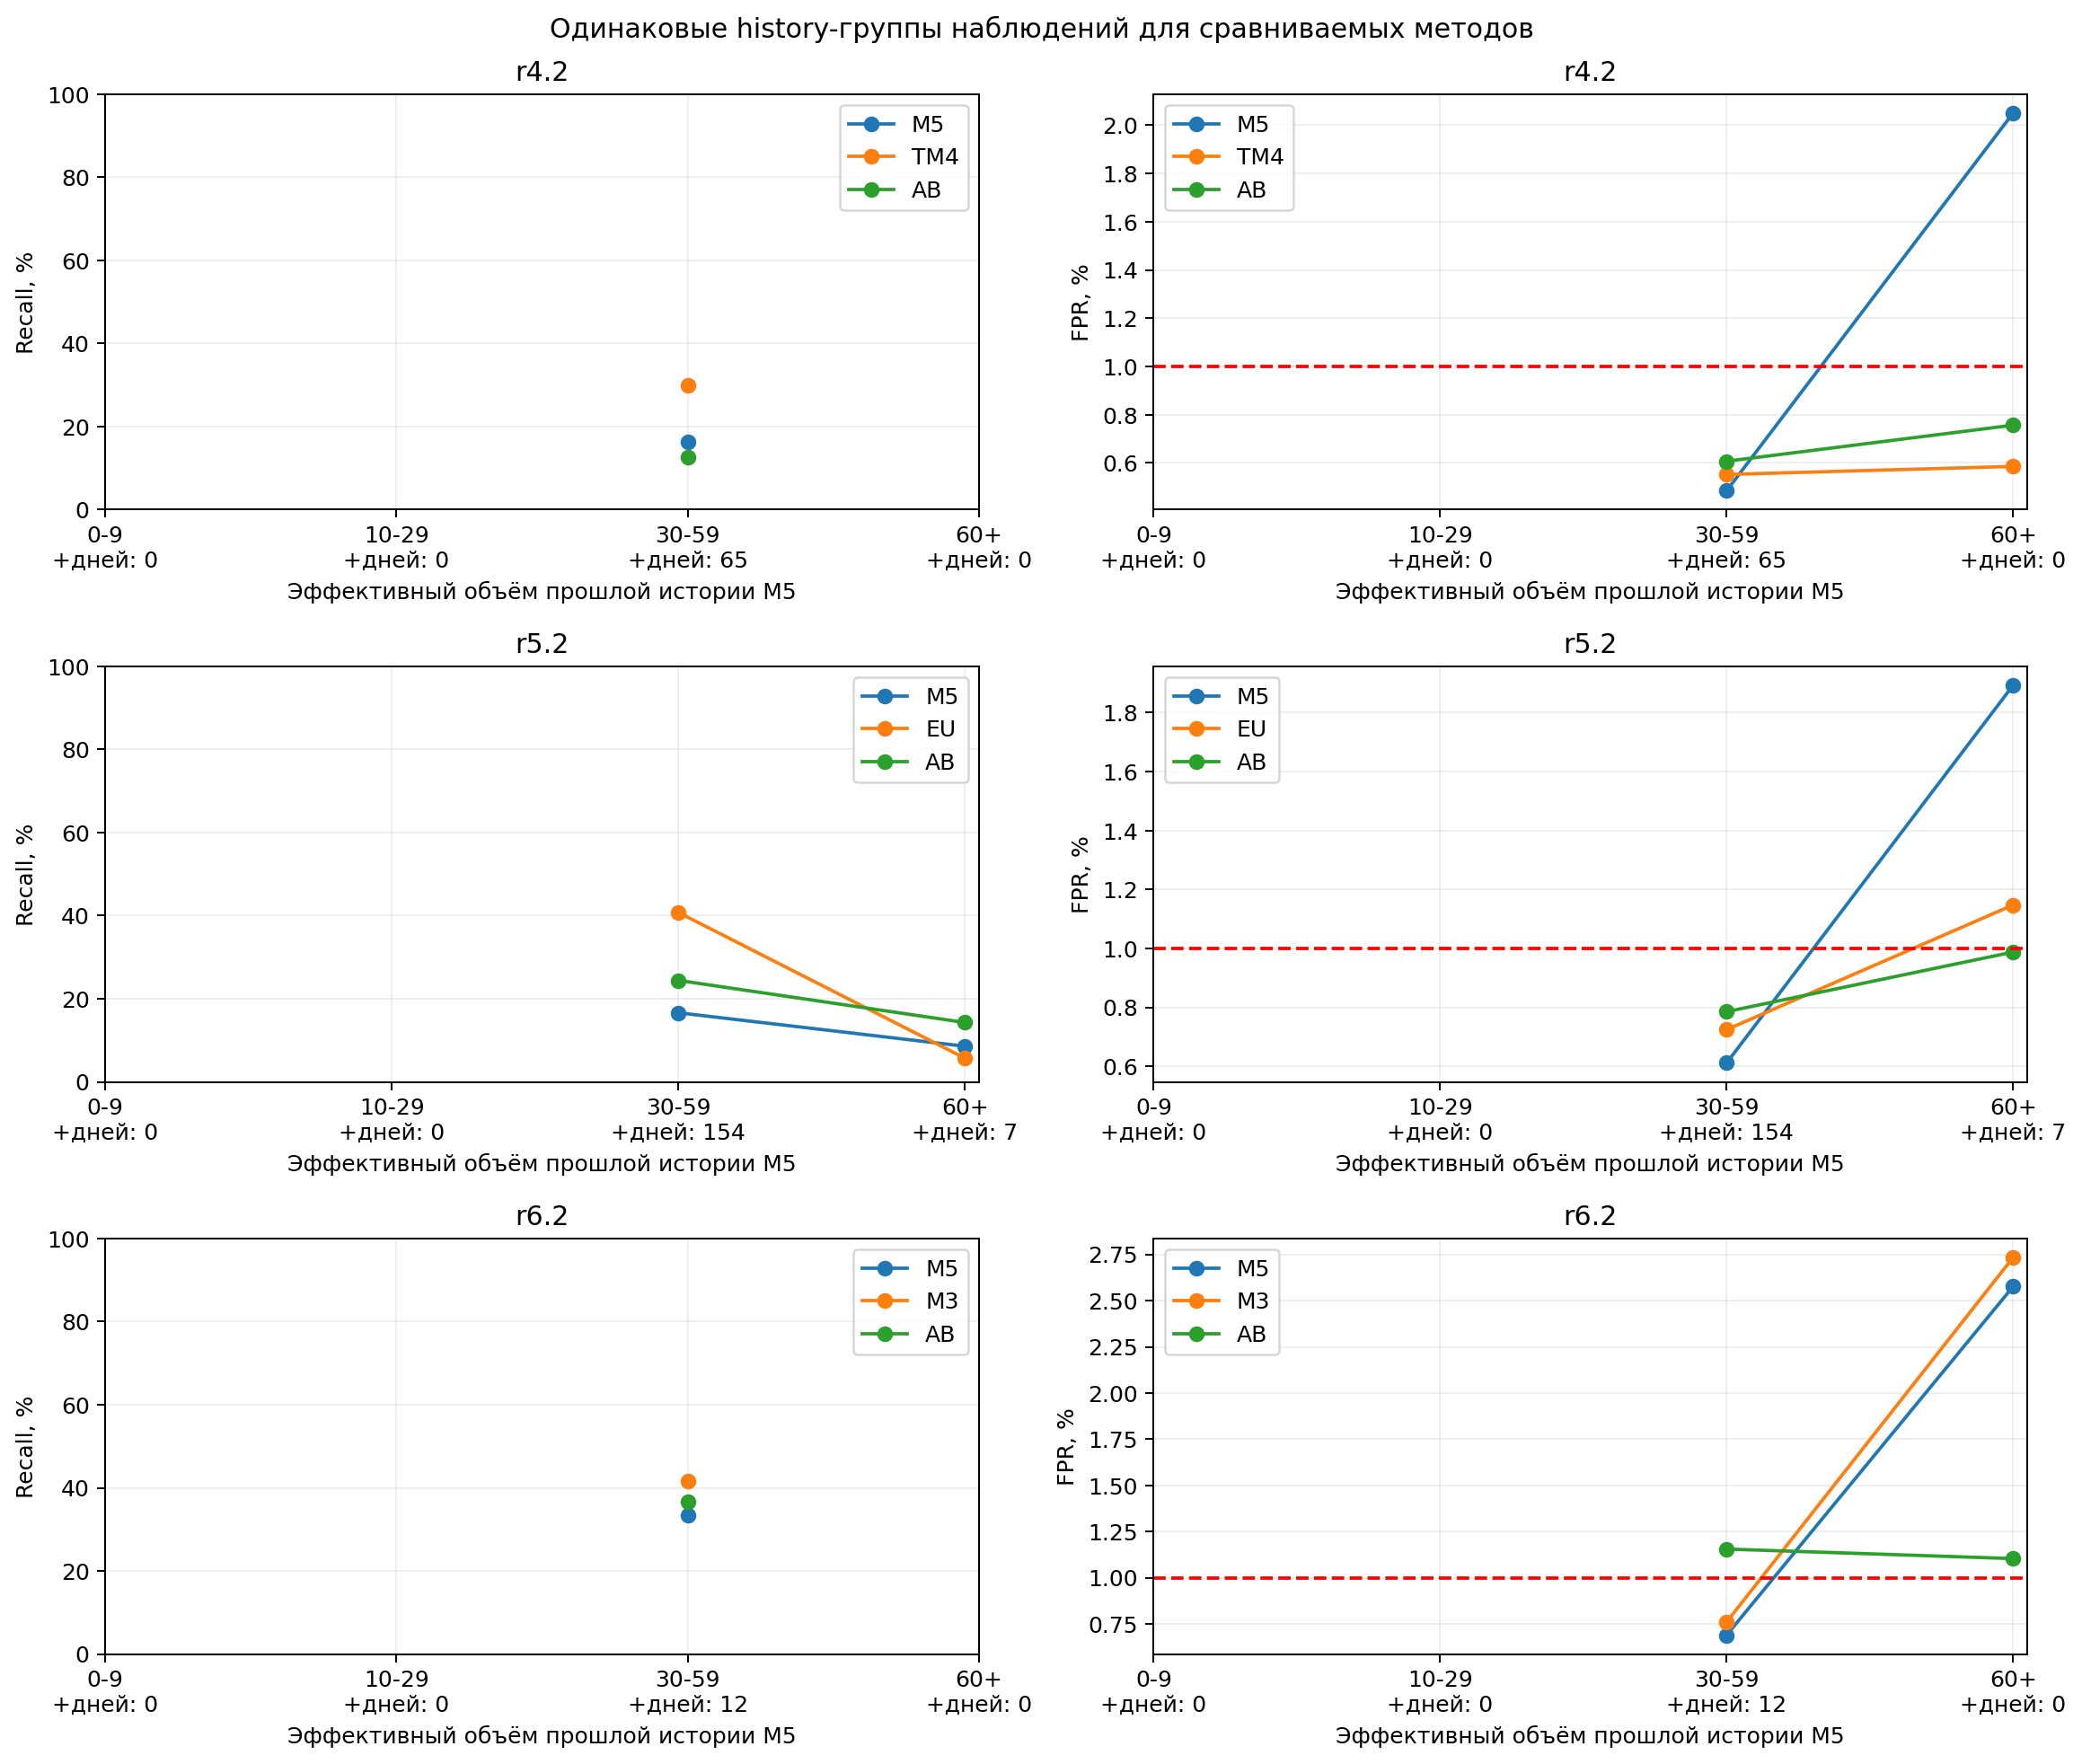 Одинаковые history-группы наблюдений для сравниваемых методов
r4.2
100
80
60
40
20
0
Recall, %
M5
TM4
AB
0-9
10-29
30-59
60+
+дней: 0
+дней: 0
+дней: 65
+дней: 0
Эффективный объём прошлой истории M5
r4.2
2.0
1.8
1.6
1.4
1.2
1.0
0.8
0.6
FPR, %
M5
TM4
AB
0-9
10-29
30-59
60+
+дней: 0
+дней: 0
+дней: 65
+дней: 0
Эффективный объём прошлой истории M5
r5.2
100
80
60
40
20
0
Recall, %
M5
EU
AB
0-9
10-29
30-59
60+
+дней: 0
+дней: 0
+дней: 154
+дней: 7
Эффективный объём прошлой истории M5
r5.2
1.8
1.6
1.4
1.2
1.0
0.8
0.6
FPR, %
M5
EU
AB
0-9
10-29
30-59
60+
+дней: 0
+дней: 0
+дней: 154
+дней: 7
Эффективный объём прошлой истории M5
r6.2
100
80
60
40
20
0
Recall, %
M5
M3
AB
0-9
10-29
30-59
60+
+дней: 0
+дней: 0
+дней: 12
+дней: 0
Эффективный объём прошлой истории M5
r6.2
2.75
2.50
2.25
2.00
1.75
1.50
1.25
1.00
0.75
FPR, %
M5
M3
AB
0-9
10-29
30-59
60+
+дней: 0
+дней: 0
+дней: 12
+дней: 0
Эффективный объём прошлой истории M5